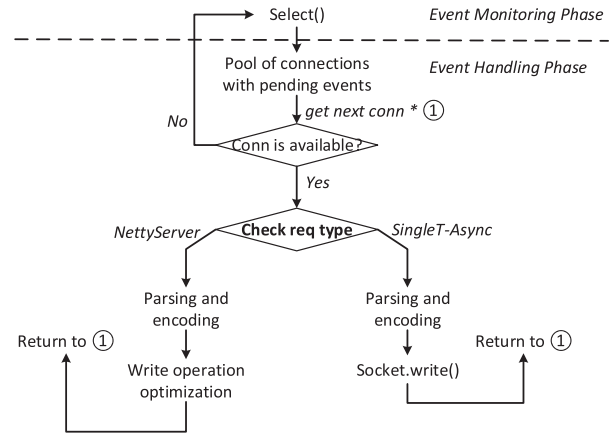 Select()
Event Monitoring Phase
Pool of connections
with pending events
Event Handling Phase
get next conn * ①
No
Conn is available?
Yes
NettyServer
Check req type
SingleT-Async
Parsing and
encoding
Parsing and
encoding
Return to ①
Write operation
optimization
Socket.write()
Return to ①